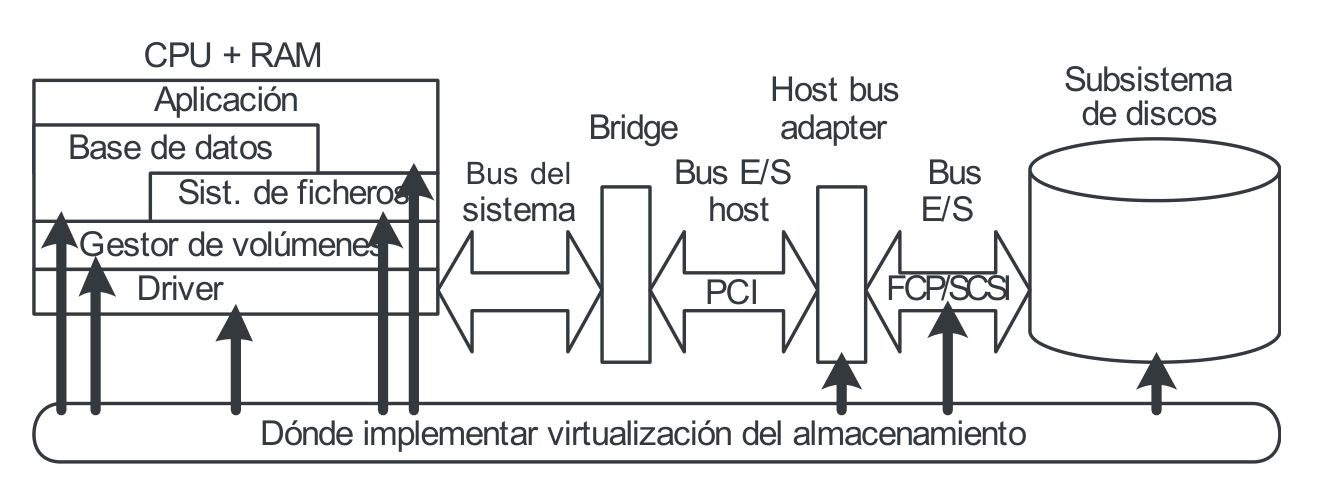 CPU + RAM
Aplicación
Base de datos
Sist. de ficheros
Gestor de volúmenes
Driver
Bus del
sistema
Bridge
Bus E/S
host
PCI
Host bus
adapter
Bus
E/S
FCP/SCSI
Subsistema
de discos
Dónde implementar virtualización del almacenamiento